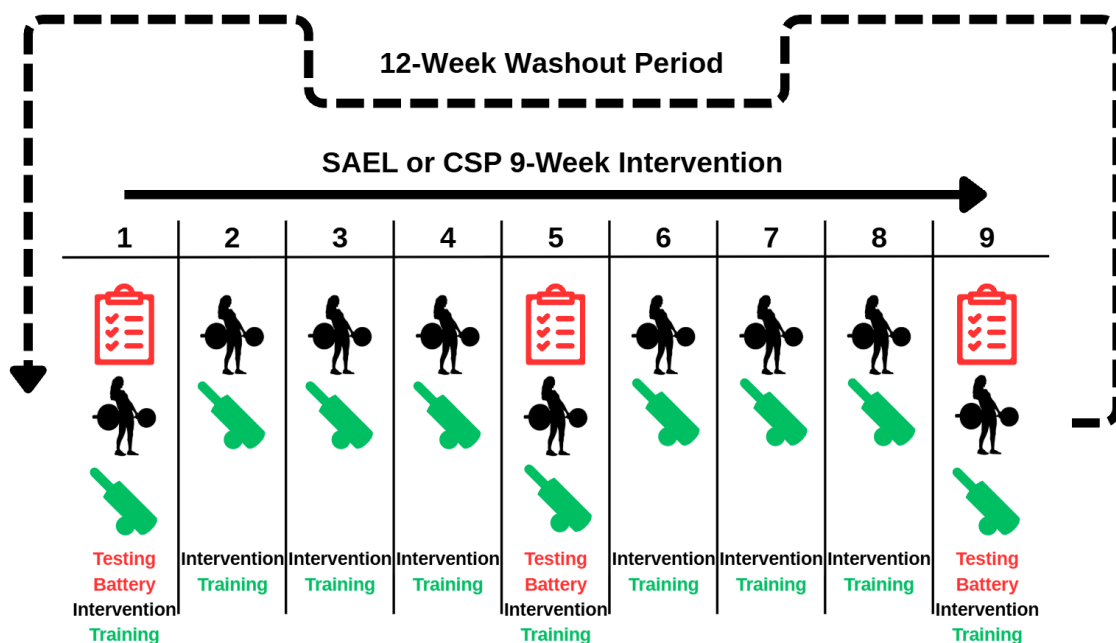 12-Week Washout Period
SAEL or CSP 9-Week Intervention
1 2 3 4 5 6 7 8 9
Testing Intervention Intervention Intervention Testing Intervention Intervention Intervention Testing
Battery Training Training Training Battery Training Training Training Battery
Intervention Intervention Intervention
Training Training Training